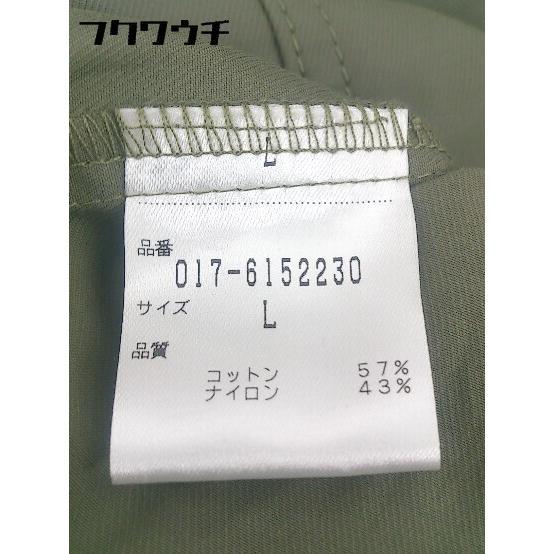 フクワウチ
L
品番
017-6152230
サイズ
L
品質
コットン 57%
ナイロン 43%